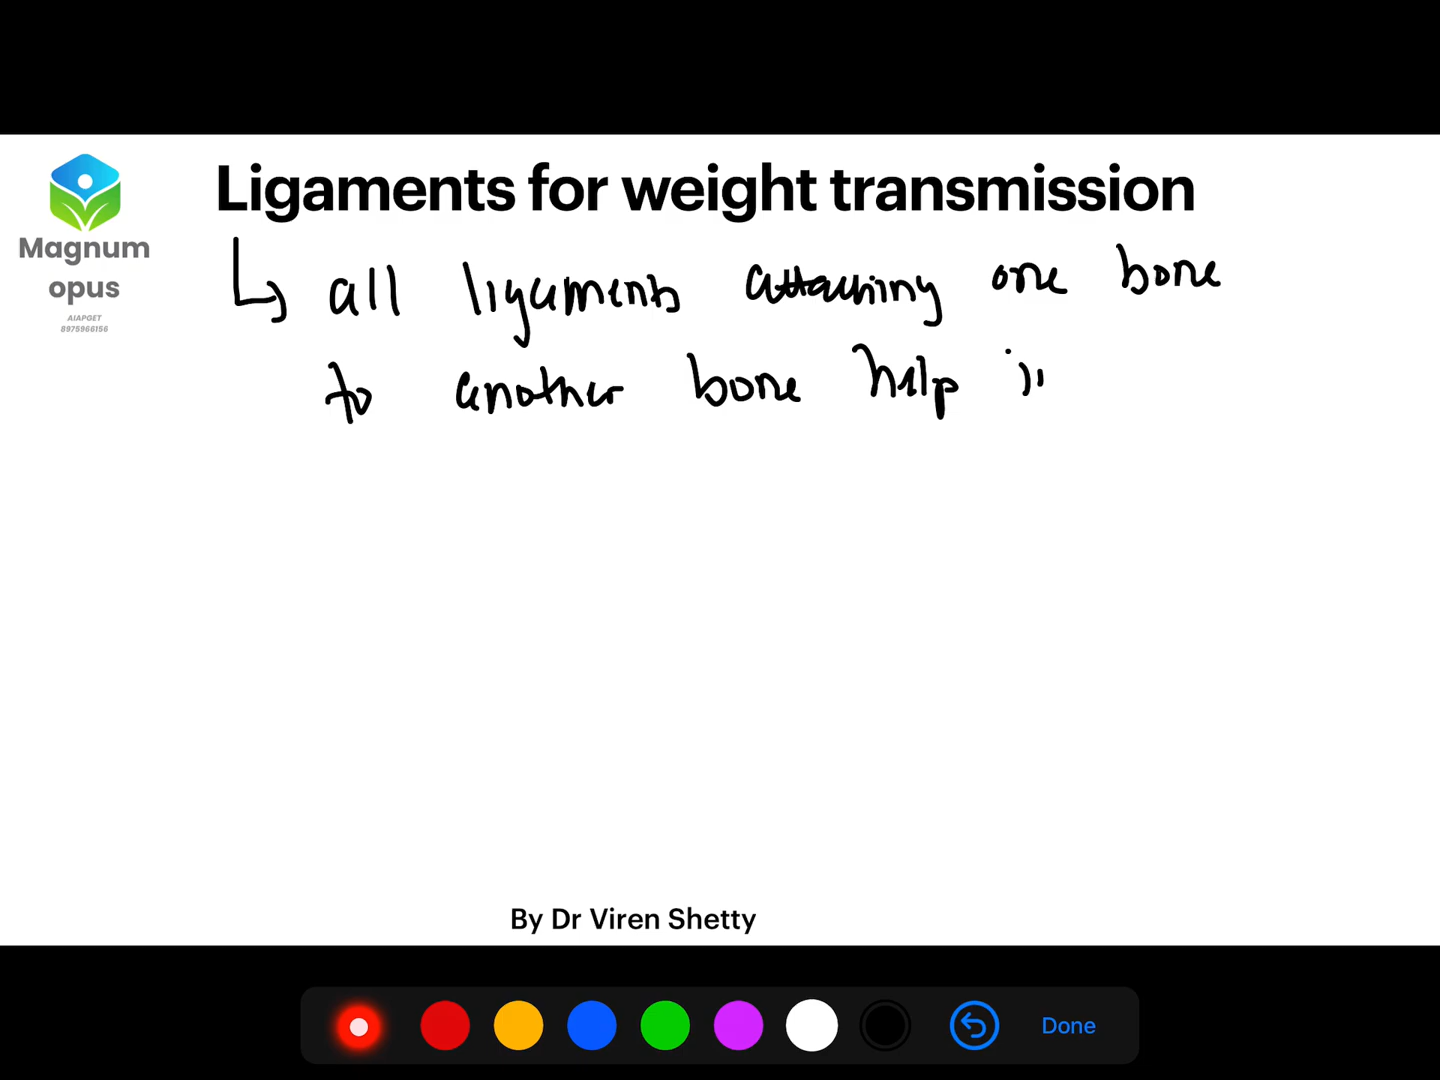 Ligaments for weight transmission
Magnum
opus
AIAPGET
8975966156
all ligaments attaching one bone
to another bone help in
By Dr Viren Shetty
Done